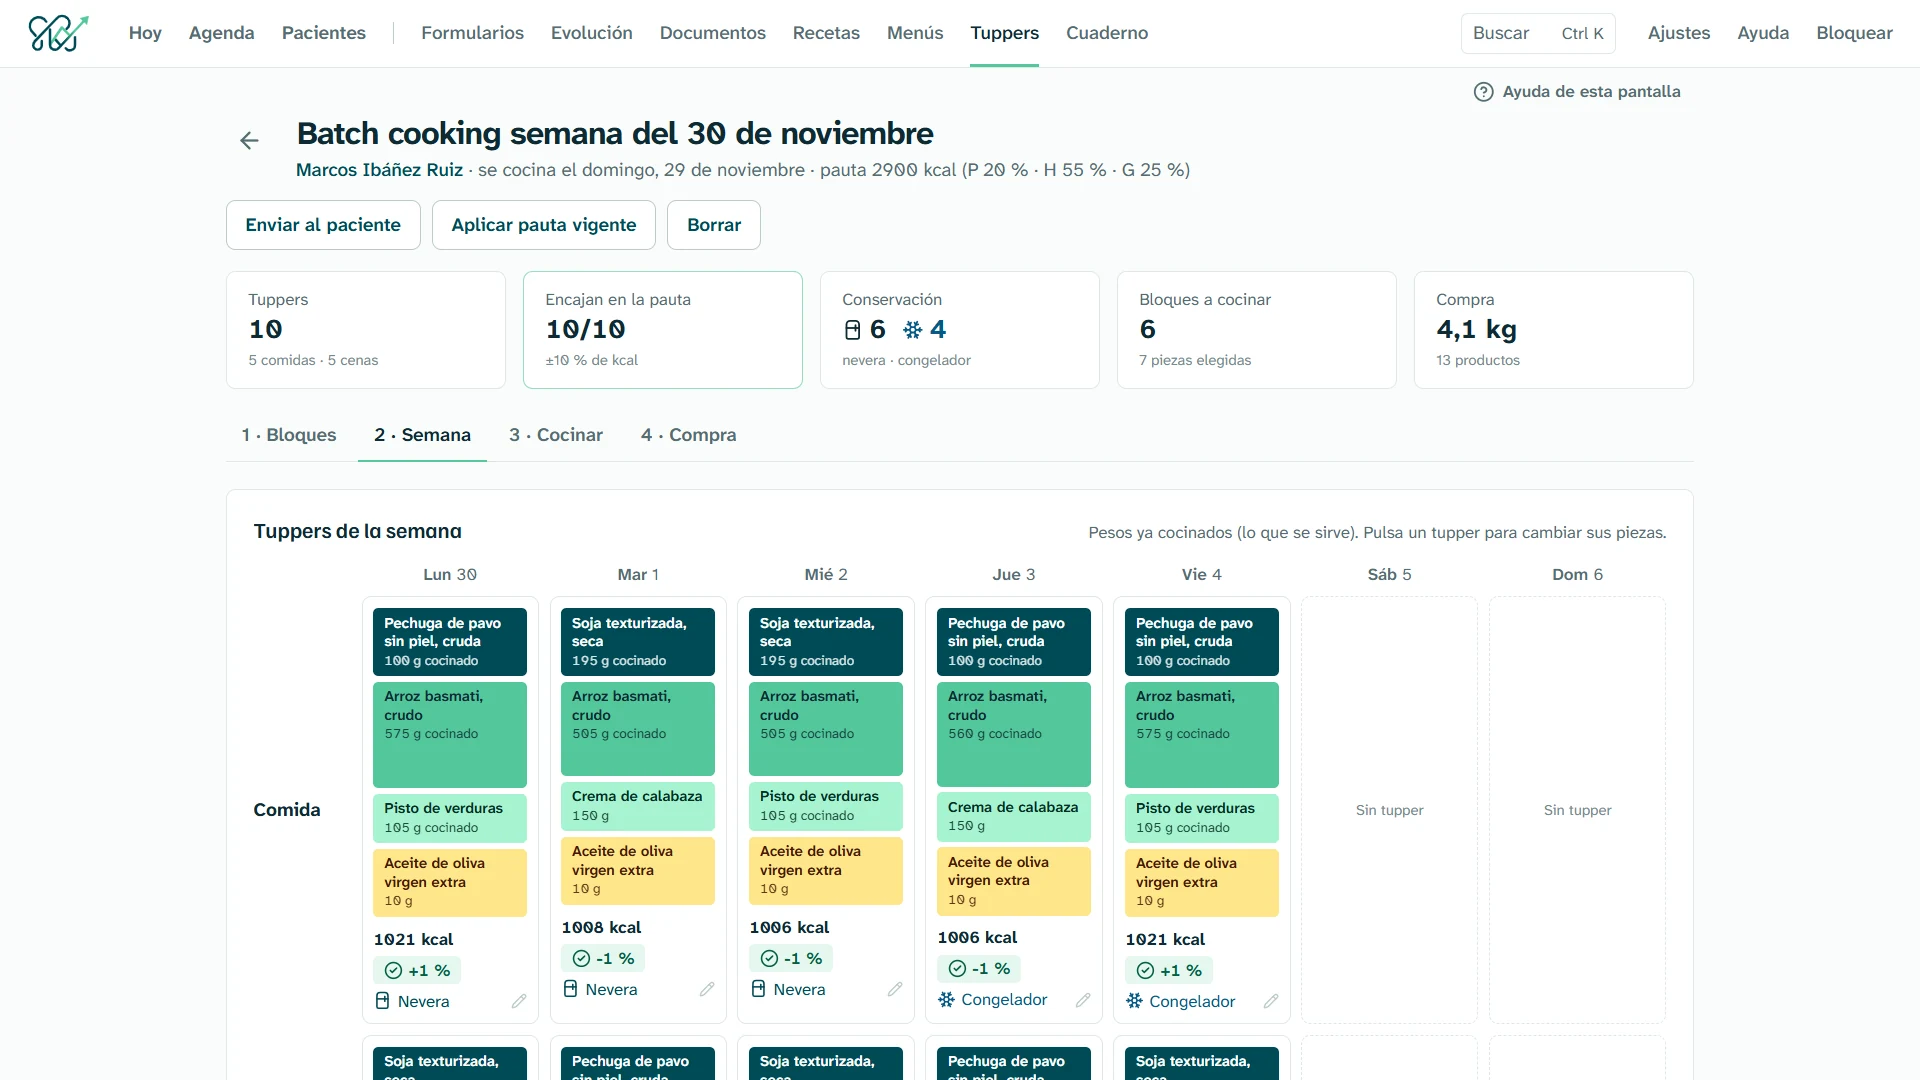 Hoy Agenda Pacientes Formularios Evolución Documentos Recetas Menús Tuppers Cuaderno Buscar Ctrl K Ajustes Ayuda Bloquear
Ayuda de esta pantalla
Batch cooking semana del 30 de noviembre
Marcos Ibáñez Ruiz · se cocina el domingo, 29 de noviembre · pauta 2900 kcal (P 20 % · H 55 % · G 25 %)
Enviar al paciente Aplicar pauta vigente Borrar
Tuppers
10
5 comidas · 5 cenas
Encajan en la pauta
10/10
±10 % de kcal
Conservación
6 4
nevera · congelador
Bloques a cocinar
6
7 piezas elegidas
Compra
4,1 kg
13 productos
1 · Bloques 2 · Semana 3 · Cocinar 4 · Compra
Tuppers de la semana
Pesos ya cocinados (lo que se sirve). Pulsa un tupper para cambiar sus piezas.
Lun 30 Mar 1 Mié 2 Jue 3 Vie 4 Sáb 5 Dom 6
Comida
Pechuga de pavo
sin piel, cruda
100 g cocinado
Arroz basmati,
crudo
575 g cocinado
Pisto de verduras
105 g cocinado
Aceite de oliva
virgen extra
10 g
1021 kcal
+1 %
Nevera
Soja texturizada,
seca
195 g cocinado
Arroz basmati,
crudo
505 g cocinado
Crema de calabaza
150 g
Aceite de oliva
virgen extra
10 g
1008 kcal
-1 %
Nevera
Soja texturizada,
seca
195 g cocinado
Arroz basmati,
crudo
505 g cocinado
Pisto de verduras
105 g cocinado
Aceite de oliva
virgen extra
10 g
1006 kcal
-1 %
Nevera
Pechuga de pavo
sin piel, cruda
100 g cocinado
Arroz basmati,
crudo
560 g cocinado
Crema de calabaza
150 g
Aceite de oliva
virgen extra
10 g
1006 kcal
-1 %
Congelador
Pechuga de pavo
sin piel, cruda
100 g cocinado
Arroz basmati,
crudo
575 g cocinado
Pisto de verduras
105 g cocinado
Aceite de oliva
virgen extra
10 g
1021 kcal
+1 %
Congelador
Sin tupper
Sin tupper
Soja texturizada,
seca
Pechuga de pavo
sin piel, cruda
Soja texturizada,
seca
Pechuga de pavo
sin piel, cruda
Soja texturizada,
seca